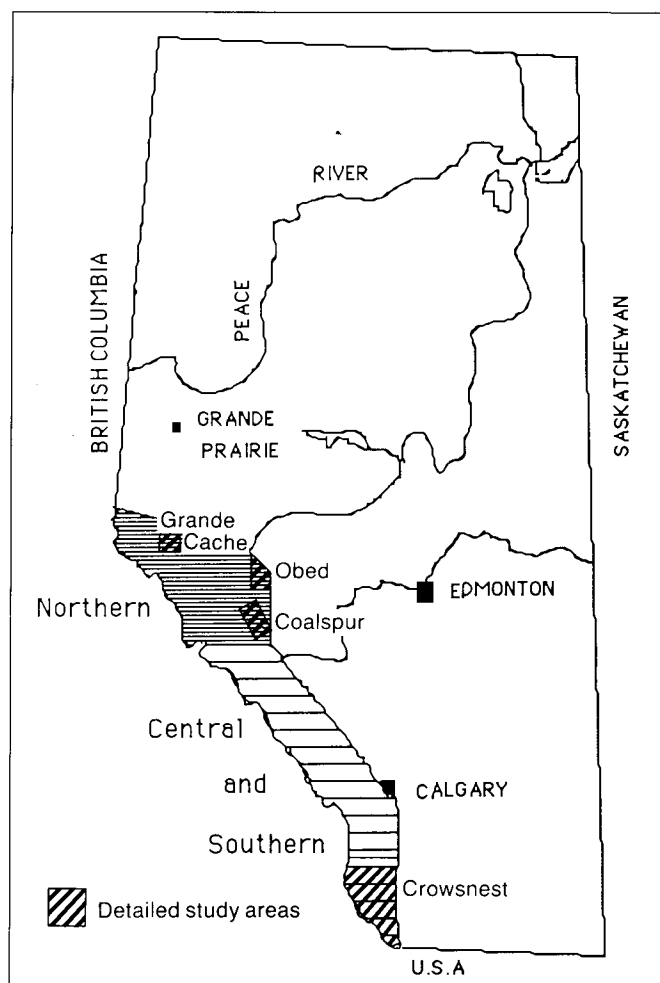 RIVER
PEACE
BRITISH COLUMBIA
SASKATCHEWAN
GRANDE
PRAIRIE
Grande
Cache
Obed
EDMONTON
Northern
Coalspur
Central
and
CALGARY
Southern
Crowsnest
Detailed study areas
U.S.A